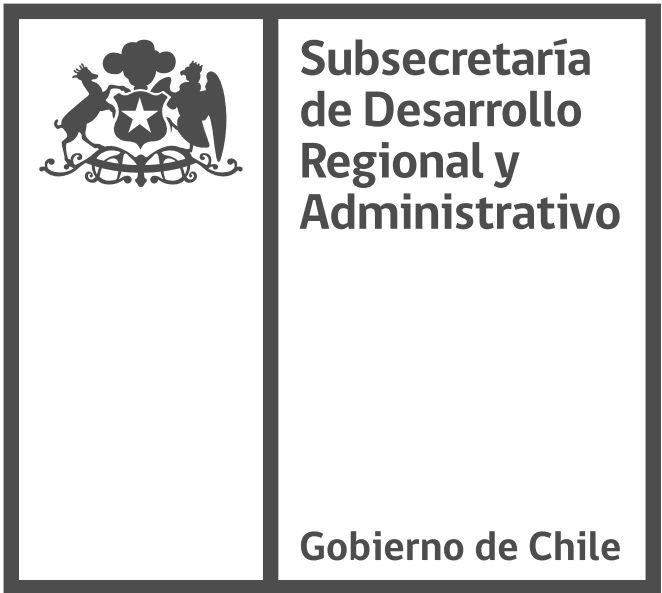 Subsecretaría
de Desarrollo
Regional y
Administrativo
Gobierno de Chile